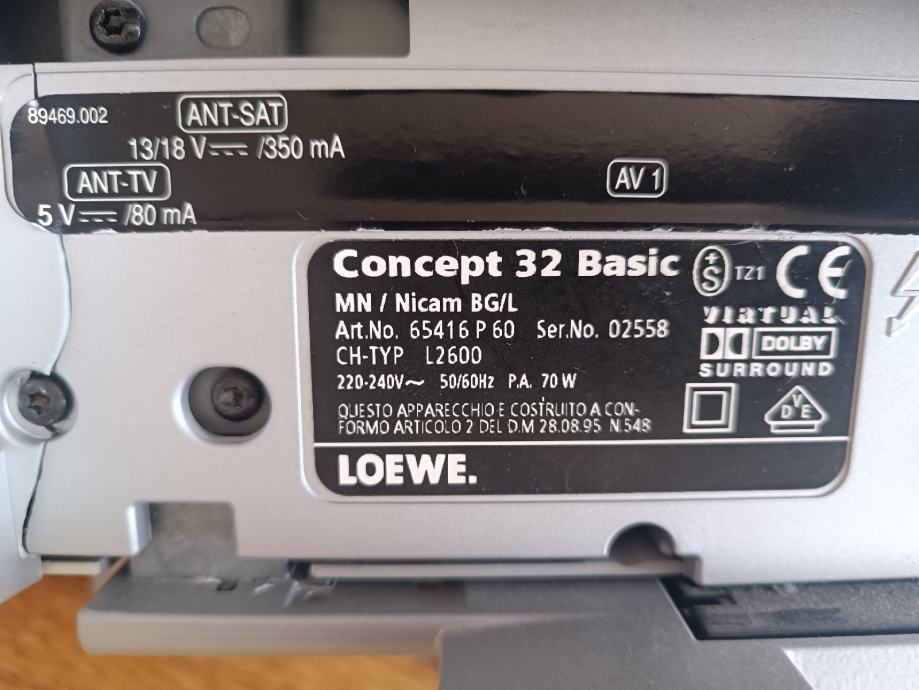 89469.002
ANT-SAT
13/18 V⎓ /350 mA
ANT-TV
5 V⎓ /80 mA
AV 1
Concept 32 Basic
MN / Nicam BG/L
Art.No. 65416 P 60 Ser.No. 02558
CH-TYP L2600
220-240V~ 50/60Hz P.A. 70 W
QUESTO APPARECCHIO E COSTRUITO A CON-
FORMO ARTICOLO 2 DEL D.M 28.08.95 N.548
LOEWE.
+S TZ1 CE
VIRTUAL
DOLBY
SURROUND
VDE